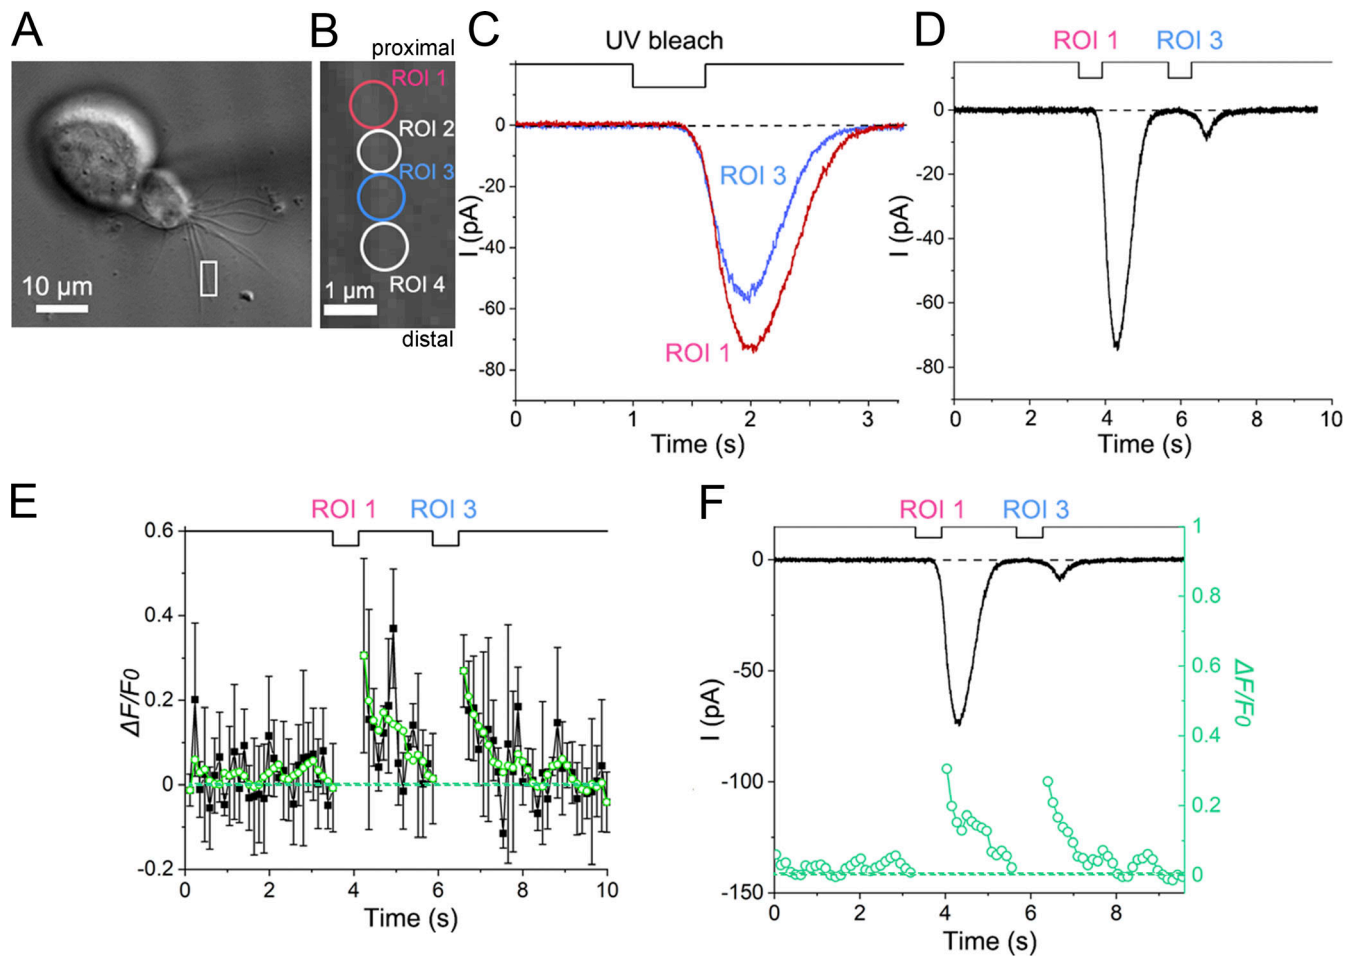 A
10 µm
B
proximal
ROI 1
ROI 2
ROI 3
ROI 4
1 µm
distal
C
UV bleach
0
-20
-40
-60
-80
I (pA)
ROI 3
ROI 1
0
1
2
3
Time (s)
D
ROI 1
ROI 3
0
-20
-40
-60
-80
I (pA)
0
2
4
6
8
10
Time (s)
E
ROI 1
ROI 3
0.6
0.4
0.2
0
-0.2
ΔF/F0
0
2
4
6
8
10
Time (s)
F
ROI 1
ROI 3
0
-50
-100
-150
I (pA)
1
0.8
0.6
0.4
0.2
0
ΔF/F0
0
2
4
6
8
Time (s)